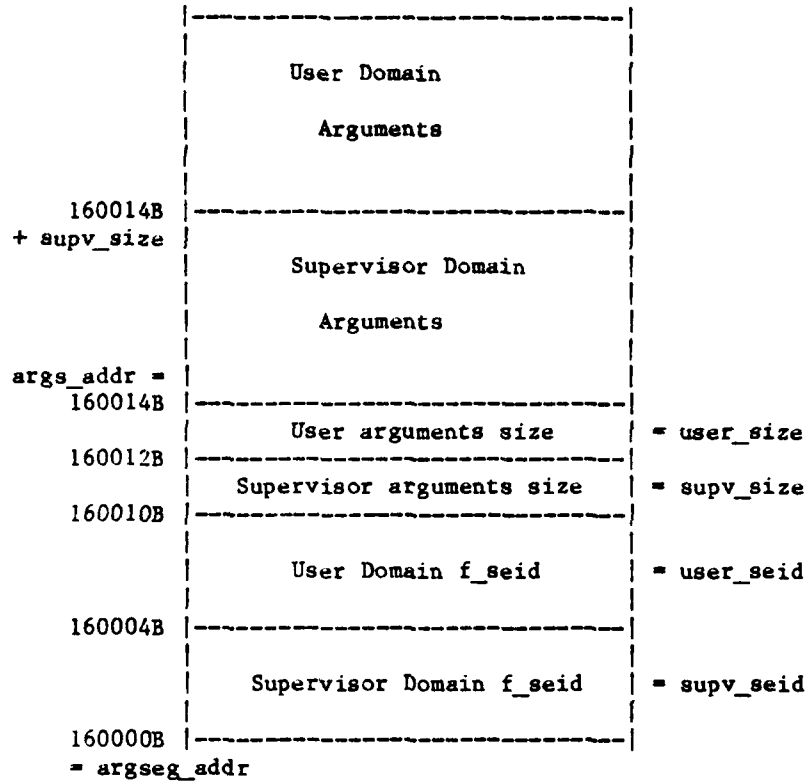 User Domain
Arguments
160014B
+ supv_size
Supervisor Domain
Arguments
args_addr =
160014B
User arguments size = user_size
160012B
Supervisor arguments size = supv_size
160010B
User Domain f_seid = user_seid
160004B
Supervisor Domain f_seid = supv_seid
160000B
= argseg_addr